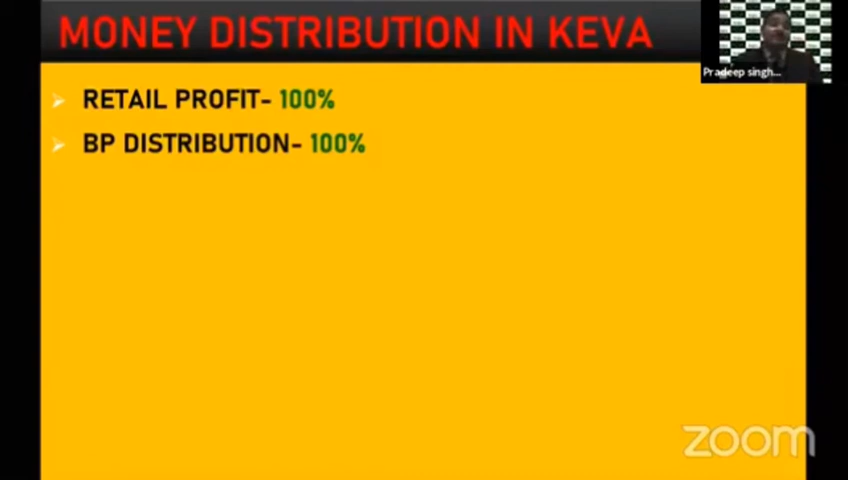 MONEY DISTRIBUTION IN KEVA
Pradeep singh...
RETAIL PROFIT- 100%
BP DISTRIBUTION- 100%
zoom